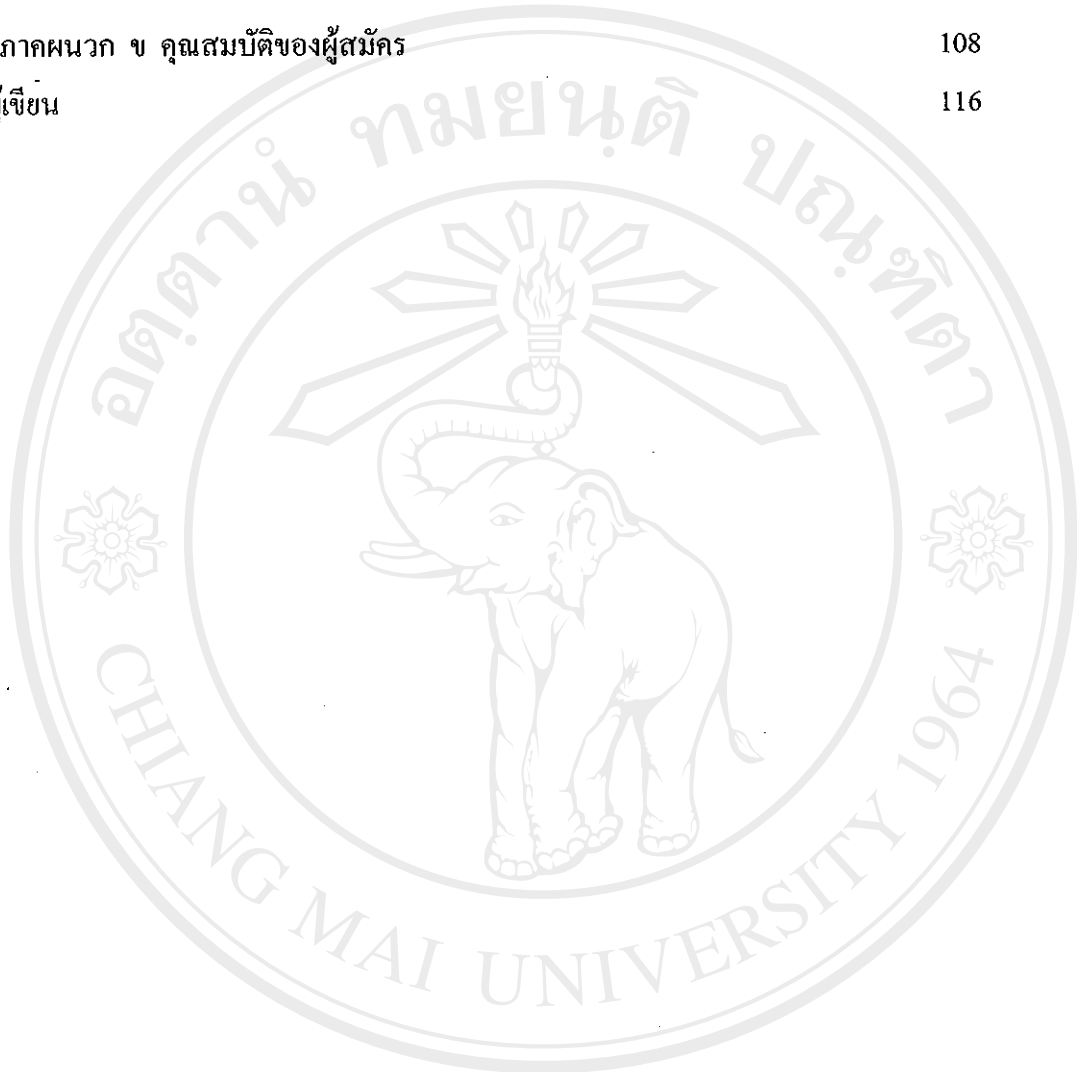 ภาคผนวก ข คุณสมบัติของผู้สมัคร 108
ผู้เขียน 116
อตฺตานํ ทมยนฺติ ปณฺฑิตา
CHIANG MAI UNIVERSITY 1964